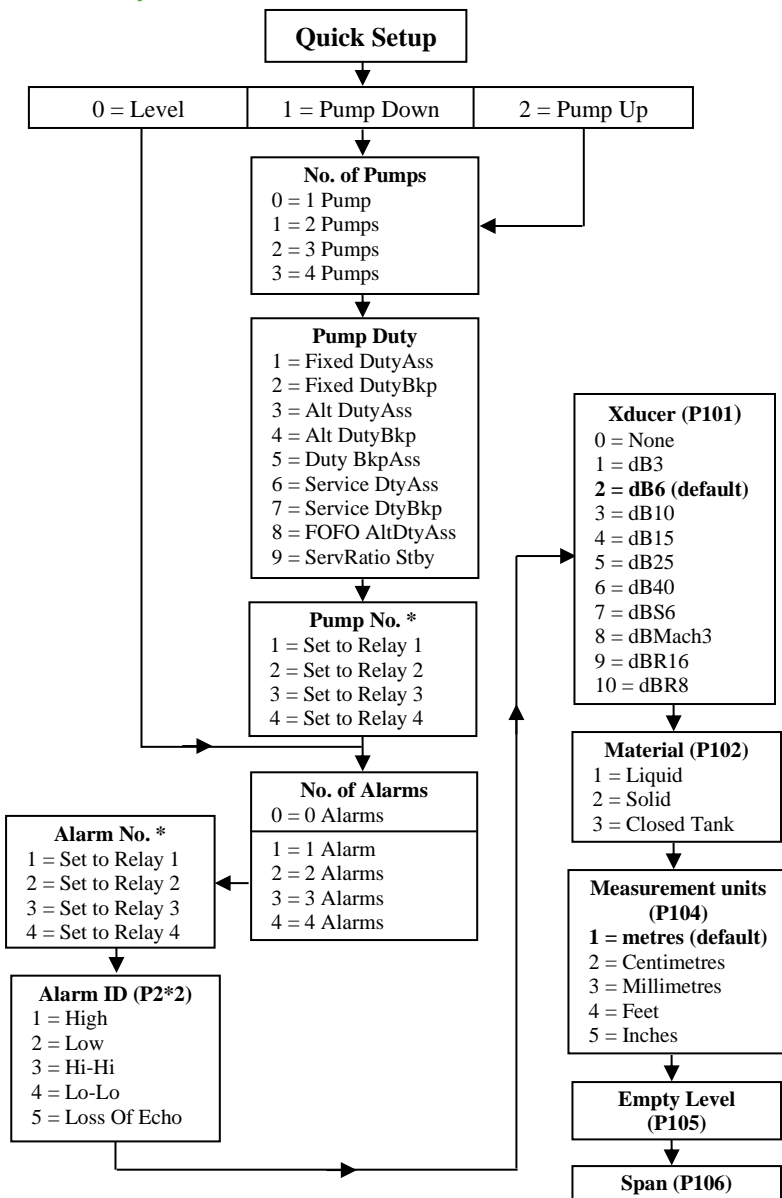 Quick Setup
0 = Level
1 = Pump Down
2 = Pump Up
No. of Pumps
0 = 1 Pump
1 = 2 Pumps
2 = 3 Pumps
3 = 4 Pumps
Pump Duty
1 = Fixed DutyAss
2 = Fixed DutyBkp
3 = Alt DutyAss
4 = Alt DutyBkp
5 = Duty BkpAss
6 = Service DtyAss
7 = Service DtyBkp
8 = FOFO AltDtyAss
9 = ServRatio Stby
Pump No. *
1 = Set to Relay 1
2 = Set to Relay 2
3 = Set to Relay 3
4 = Set to Relay 4
No. of Alarms
0 = 0 Alarms
1 = 1 Alarm
2 = 2 Alarms
3 = 3 Alarms
4 = 4 Alarms
Alarm No. *
1 = Set to Relay 1
2 = Set to Relay 2
3 = Set to Relay 3
4 = Set to Relay 4
Alarm ID (P2*2)
1 = High
2 = Low
3 = Hi-Hi
4 = Lo-Lo
5 = Loss Of Echo
Xducer (P101)
0 = None
1 = dB3
2 = dB6 (default)
3 = dB10
4 = dB15
5 = dB25
6 = dB40
7 = dBS6
8 = dBMach3
9 = dBR16
10 = dBR8
Material (P102)
1 = Liquid
2 = Solid
3 = Closed Tank
Measurement units
(P104)
1 = metres (default)
2 = Centimetres
3 = Millimetres
4 = Feet
5 = Inches
Empty Level
(P105)
Span (P106)